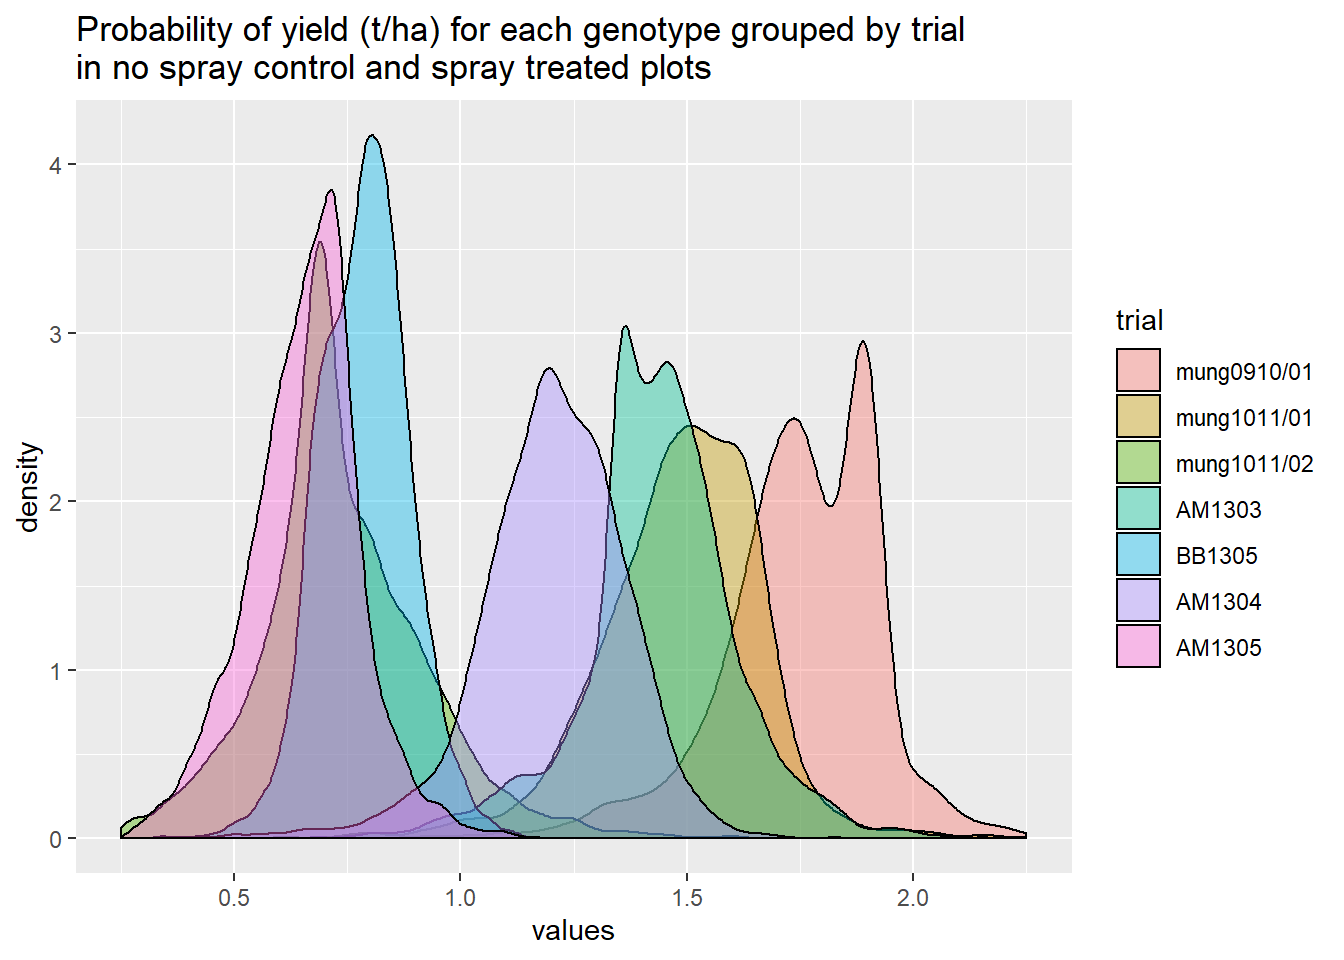 Probability of yield (t/ha) for each genotype grouped by trial
in no spray control and spray treated plots
4
3
2
1
0
density
0.5
1.0
1.5
2.0
values
trial
mung0910/01
mung1011/01
mung1011/02
AM1303
BB1305
AM1304
AM1305